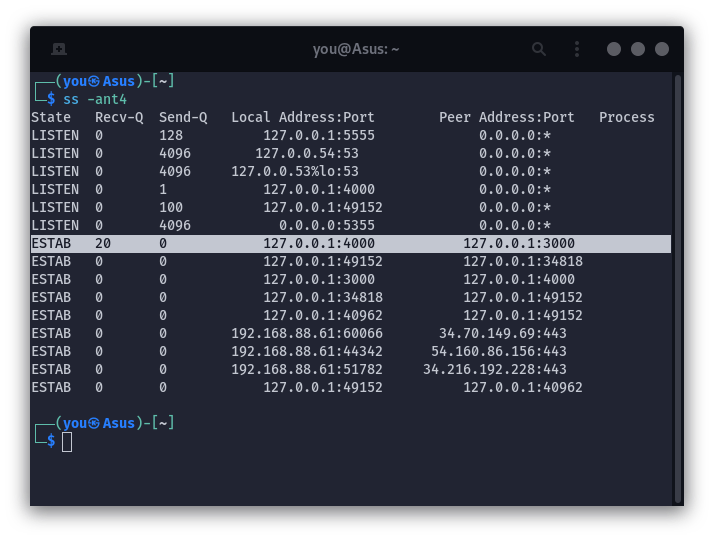 you@Asus: ~
┌──(you㉿Asus)-[~]
└─$ ss -ant4
State   Recv-Q  Send-Q   Local Address:Port        Peer Address:Port   Process
LISTEN  0       128          127.0.0.1:5555             0.0.0.0:*
LISTEN  0       4096        127.0.0.54:53               0.0.0.0:*
LISTEN  0       4096     127.0.0.53%lo:53               0.0.0.0:*
LISTEN  0       1            127.0.0.1:4000             0.0.0.0:*
LISTEN  0       100          127.0.0.1:49152            0.0.0.0:*
LISTEN  0       4096           0.0.0.0:5355             0.0.0.0:*
ESTAB   20      0            127.0.0.1:4000           127.0.0.1:3000
ESTAB   0       0            127.0.0.1:49152          127.0.0.1:34818
ESTAB   0       0            127.0.0.1:3000           127.0.0.1:4000
ESTAB   0       0            127.0.0.1:34818          127.0.0.1:49152
ESTAB   0       0            127.0.0.1:40962          127.0.0.1:49152
ESTAB   0       0        192.168.88.61:60066       34.70.149.69:443
ESTAB   0       0        192.168.88.61:44342      54.160.86.156:443
ESTAB   0       0        192.168.88.61:51782     34.216.192.228:443
ESTAB   0       0            127.0.0.1:49152          127.0.0.1:40962
┌──(you㉿Asus)-[~]
└─$